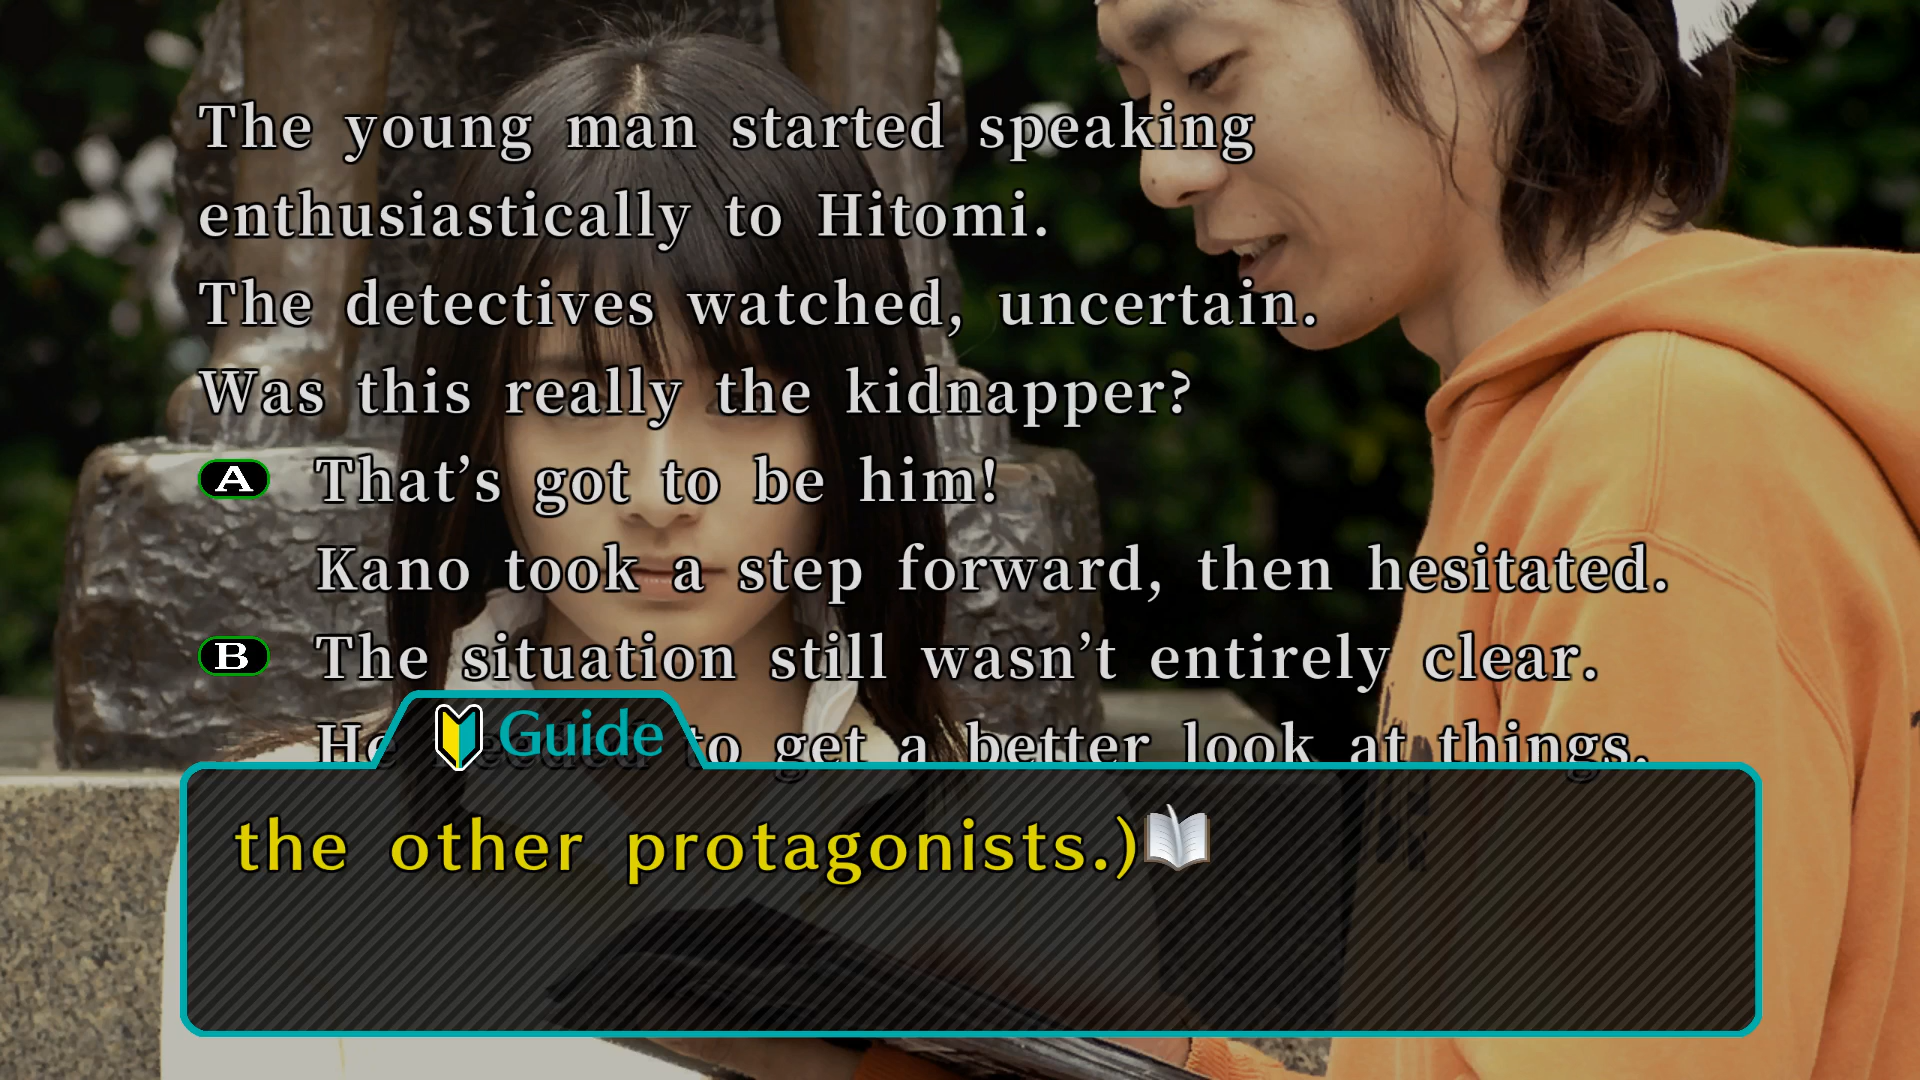 The young man started speaking
enthusiastically to Hitomi.
The detectives watched, uncertain.
Was this really the kidnapper?
A That’s got to be him!
Kano took a step forward, then hesitated.
B The situation still wasn’t entirely clear.
He needed to get a better look at things.
Guide
the other protagonists.)